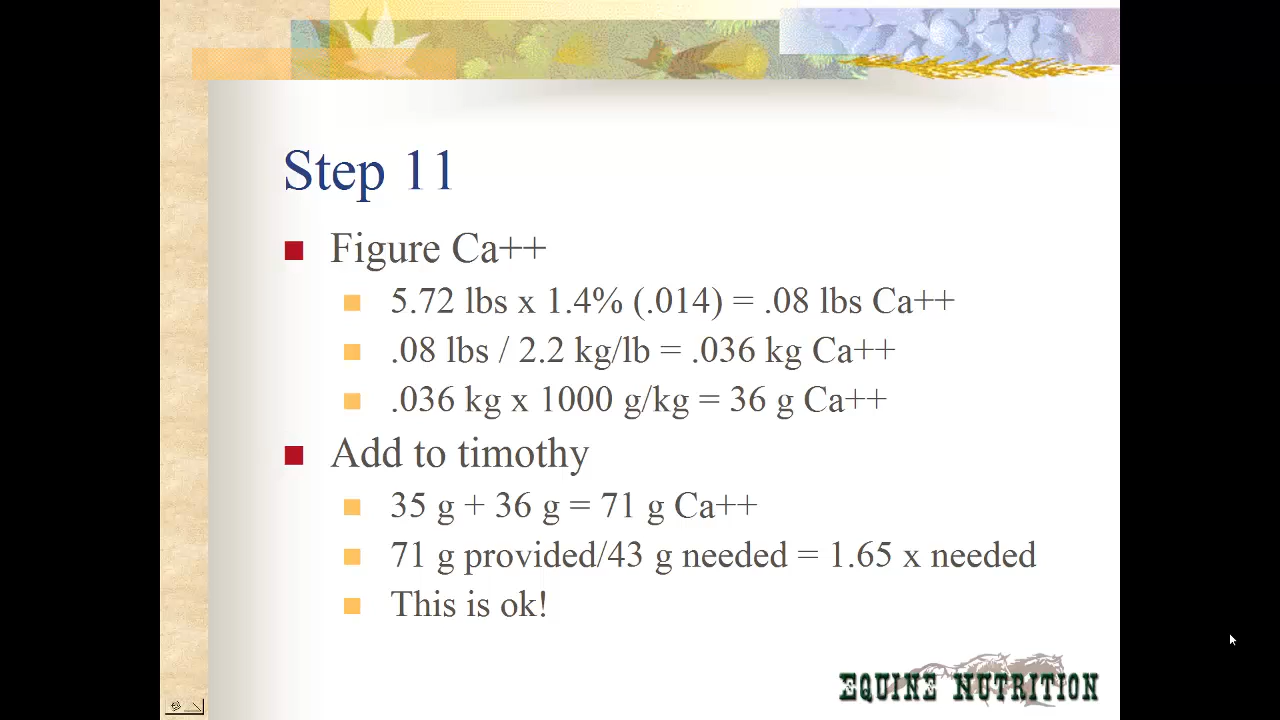 Step 11
Figure Ca++
5.72 lbs x 1.4% (.014) = .08 lbs Ca++
.08 lbs / 2.2 kg/lb = .036 kg Ca++
.036 kg x 1000 g/kg = 36 g Ca++
Add to timothy
35 g + 36 g = 71 g Ca++
71 g provided/43 g needed = 1.65 x needed
This is ok!
EQUINE NUTRITION